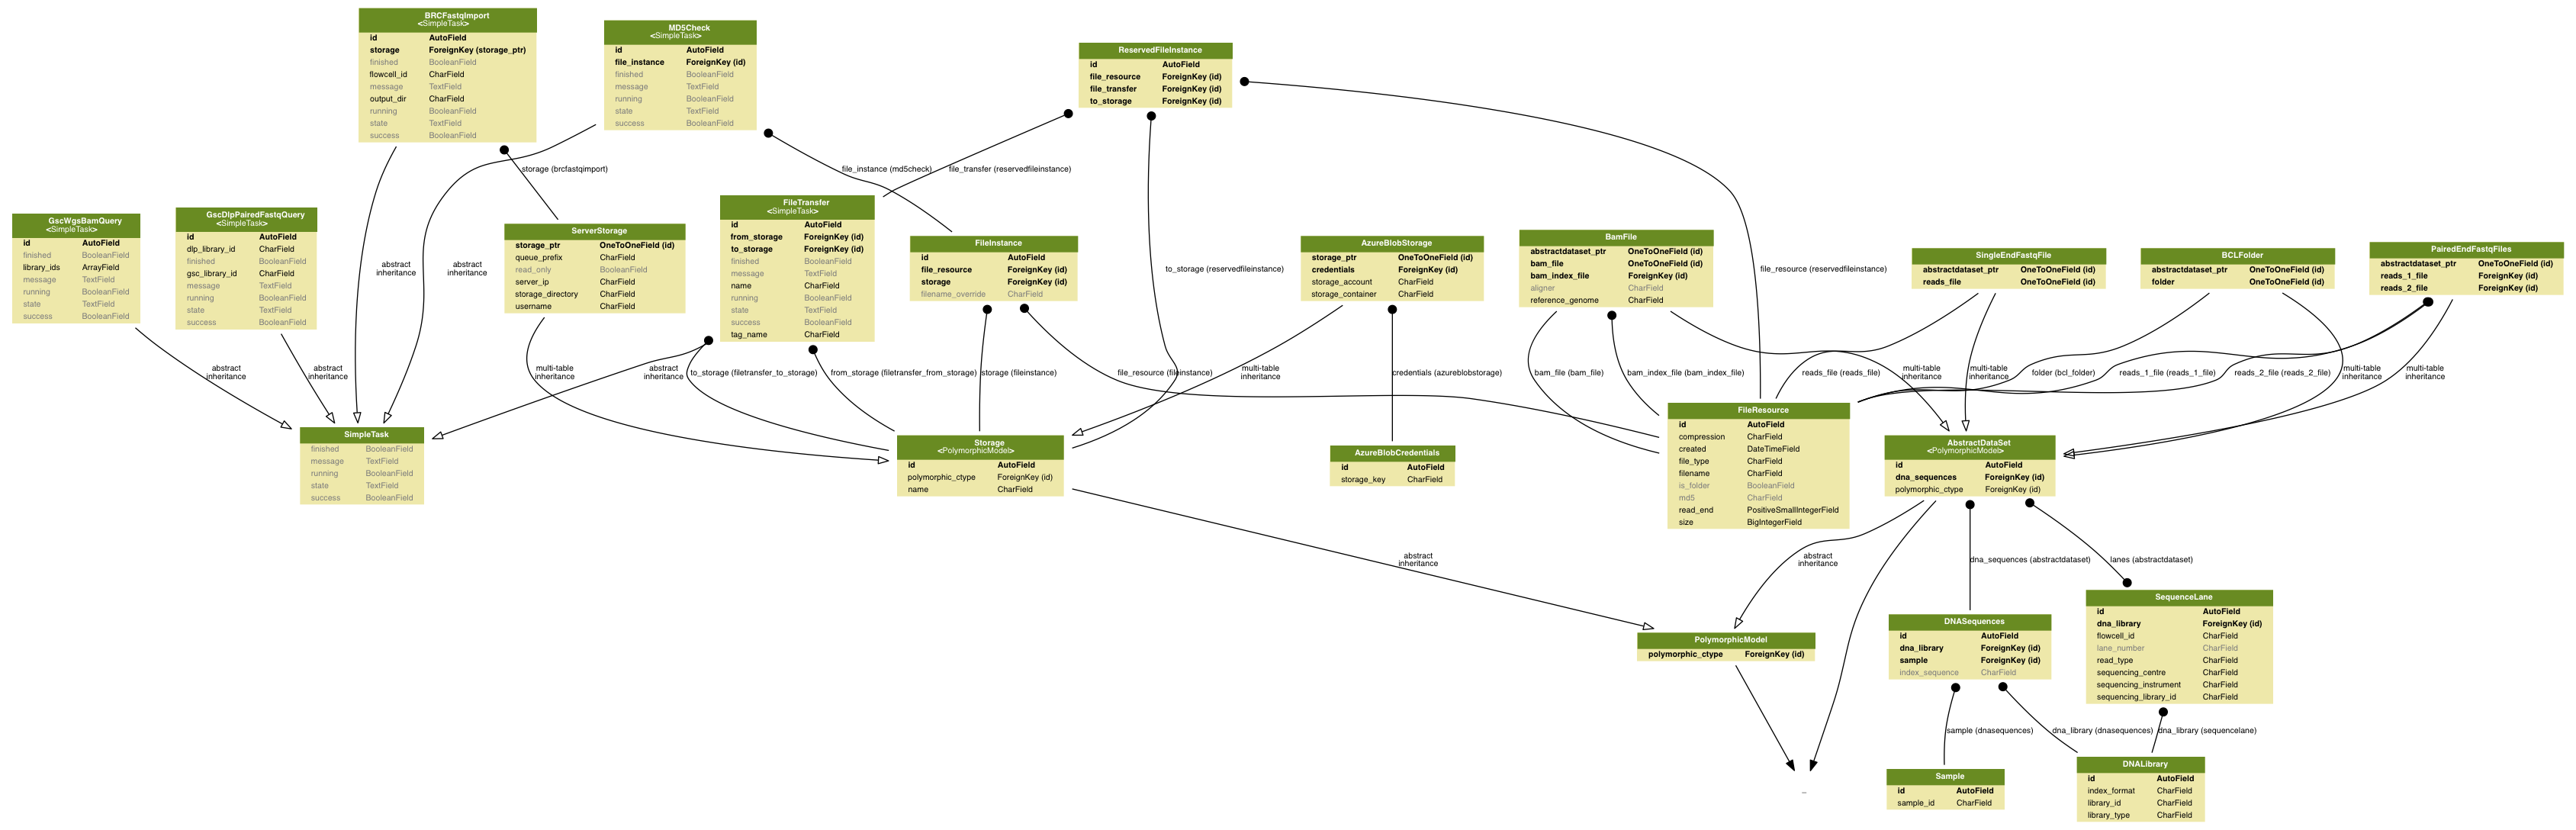 BRCFastqImport
<SimpleTask>
id AutoField
storage ForeignKey (storage_ptr)
finished BooleanField
flowcell_id CharField
message TextField
output_dir CharField
running BooleanField
state TextField
success BooleanField
MD5Check
<SimpleTask>
id AutoField
file_instance ForeignKey (id)
finished BooleanField
message TextField
running BooleanField
state TextField
success BooleanField
ReservedFileInstance
id AutoField
file_resource ForeignKey (id)
file_transfer ForeignKey (id)
to_storage ForeignKey (id)
storage (brcfastqimport)
file_instance (md5check)
file_transfer (reservedfileinstance)
GscWgsBamQuery
<SimpleTask>
id AutoField
finished BooleanField
library_ids ArrayField
message TextField
running BooleanField
state TextField
success BooleanField
GscDlpPairedFastqQuery
<SimpleTask>
id AutoField
dlp_library_id CharField
finished BooleanField
gsc_library_id CharField
message TextField
running BooleanField
state TextField
success BooleanField
abstract
inheritance
abstract
inheritance
ServerStorage
storage_ptr OneToOneField (id)
queue_prefix CharField
read_only BooleanField
server_ip CharField
storage_directory CharField
username CharField
FileTransfer
<SimpleTask>
id AutoField
from_storage ForeignKey (id)
to_storage ForeignKey (id)
finished BooleanField
message TextField
name CharField
running BooleanField
state TextField
success BooleanField
tag_name CharField
FileInstance
id AutoField
file_resource ForeignKey (id)
storage ForeignKey (id)
filename_override CharField
to_storage (reservedfileinstance)
AzureBlobStorage
storage_ptr OneToOneField (id)
credentials ForeignKey (id)
storage_account CharField
storage_container CharField
BamFile
abstractdataset_ptr OneToOneField (id)
bam_file OneToOneField (id)
bam_index_file ForeignKey (id)
aligner CharField
reference_genome CharField
file_resource (reservedfileinstance)
SingleEndFastqFile
abstractdataset_ptr OneToOneField (id)
reads_file OneToOneField (id)
BCLFolder
abstractdataset_ptr OneToOneField (id)
folder OneToOneField (id)
PairedEndFastqFiles
abstractdataset_ptr OneToOneField (id)
reads_1_file ForeignKey (id)
reads_2_file ForeignKey (id)
abstract
inheritance
abstract
inheritance
multi-table
inheritance
abstract
inheritance
to_storage (filetransfer_to_storage)
from_storage (filetransfer_from_storage)
storage (fileinstance)
file_resource (fileinstance)
multi-table
inheritance
credentials (azureblobstorage)
bam_file (bam_file)
bam_index_file (bam_index_file)
reads_file (reads_file)
multi-table
inheritance
multi-table
inheritance
folder (bcl_folder)
reads_1_file (reads_1_file)
reads_2_file (reads_2_file)
multi-table
inheritance
multi-table
inheritance
SimpleTask
finished BooleanField
message TextField
running BooleanField
state TextField
success BooleanField
Storage
<PolymorphicModel>
id AutoField
polymorphic_ctype ForeignKey (id)
name CharField
AzureBlobCredentials
id AutoField
storage_key CharField
FileResource
id AutoField
compression CharField
created DateTimeField
file_type CharField
filename CharField
is_folder BooleanField
md5 CharField
read_end PositiveSmallIntegerField
size BigIntegerField
AbstractDataSet
<PolymorphicModel>
id AutoField
dna_sequences ForeignKey (id)
polymorphic_ctype ForeignKey (id)
abstract
inheritance
abstract
inheritance
dna_sequences (abstractdataset)
lanes (abstractdataset)
PolymorphicModel
polymorphic_ctype ForeignKey (id)
DNASequences
id AutoField
dna_library ForeignKey (id)
sample ForeignKey (id)
index_sequence CharField
SequenceLane
id AutoField
dna_library ForeignKey (id)
flowcell_id CharField
lane_number CharField
read_type CharField
sequencing_centre CharField
sequencing_instrument CharField
sequencing_library_id CharField
sample (dnasequences)
dna_library (dnasequences)
dna_library (sequencelane)
Sample
id AutoField
sample_id CharField
DNALibrary
id AutoField
index_format CharField
library_id CharField
library_type CharField